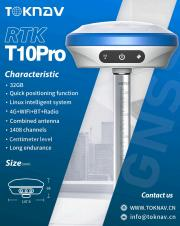 TOKNAV
RTK
T10Pro
Characteristic
• 32GB
• Quick positioning function
• Linux intelligent system
• 4G+WIFI+BT+Radio
• Combined antenna
• 1408 channels
• Centimeter level
• Long endurance
Size
GNSS
Contact us
WWW.TOKNAV.CN
info@toknav.cn